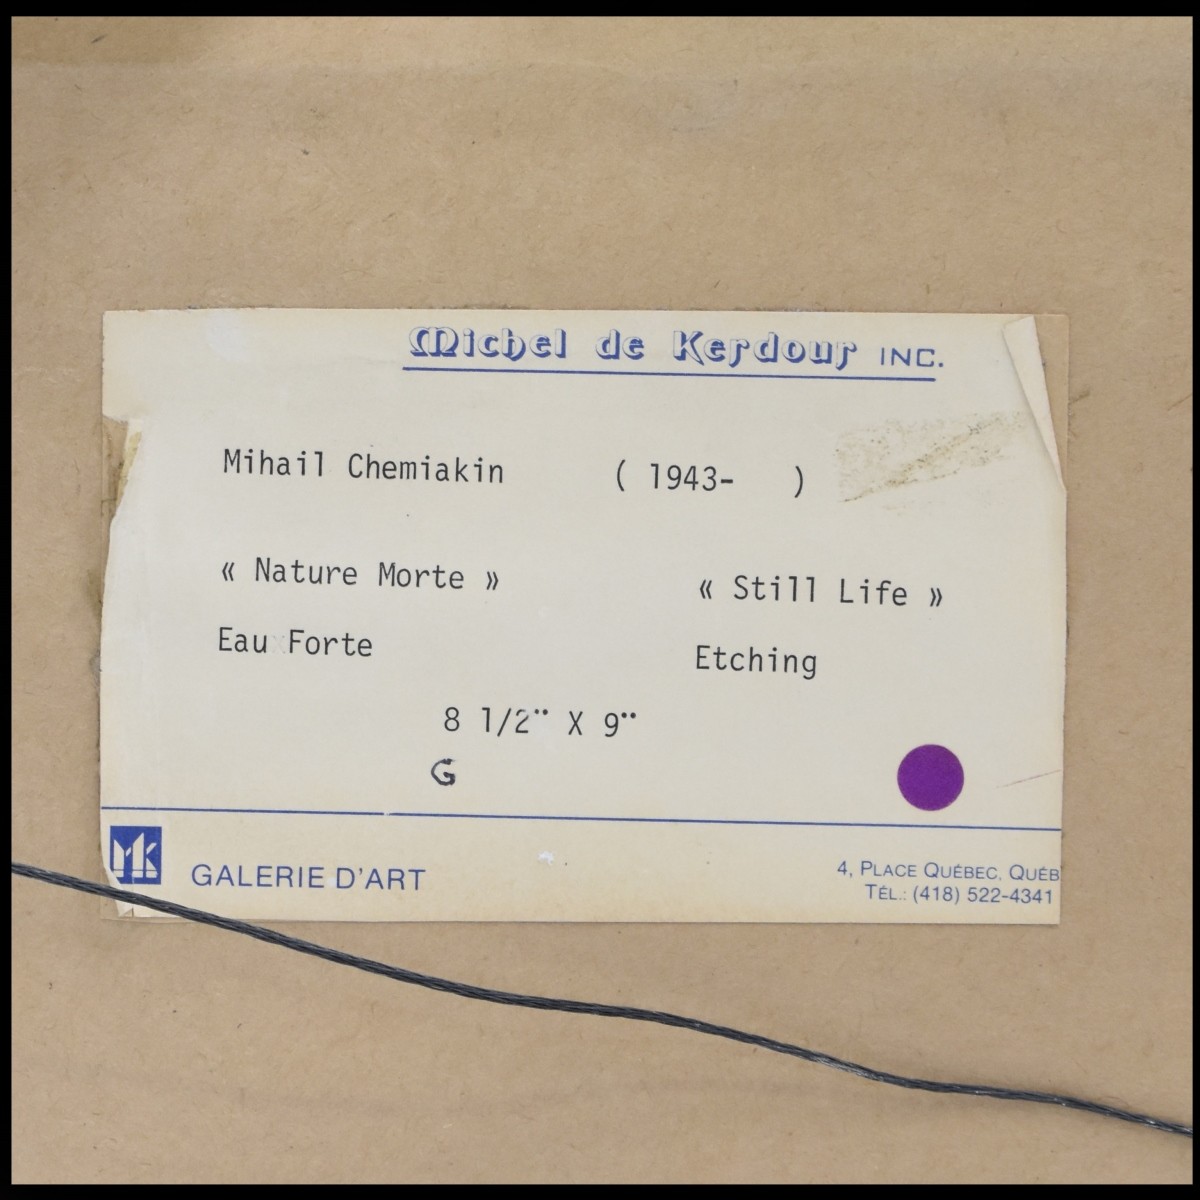 Michel de Kerdour INC.
Mihail Chemiakin ( 1943- )
« Nature Morte » « Still Life »
Eau Forte Etching
8 1/2" X 9"
G
MK
GALERIE D'ART
4, PLACE QUÉBEC, QUÉB
TÉL.: (418) 522-4341